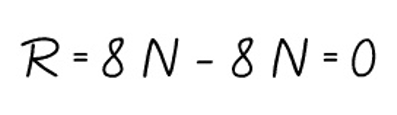 R = 8 N - 8 N = 0